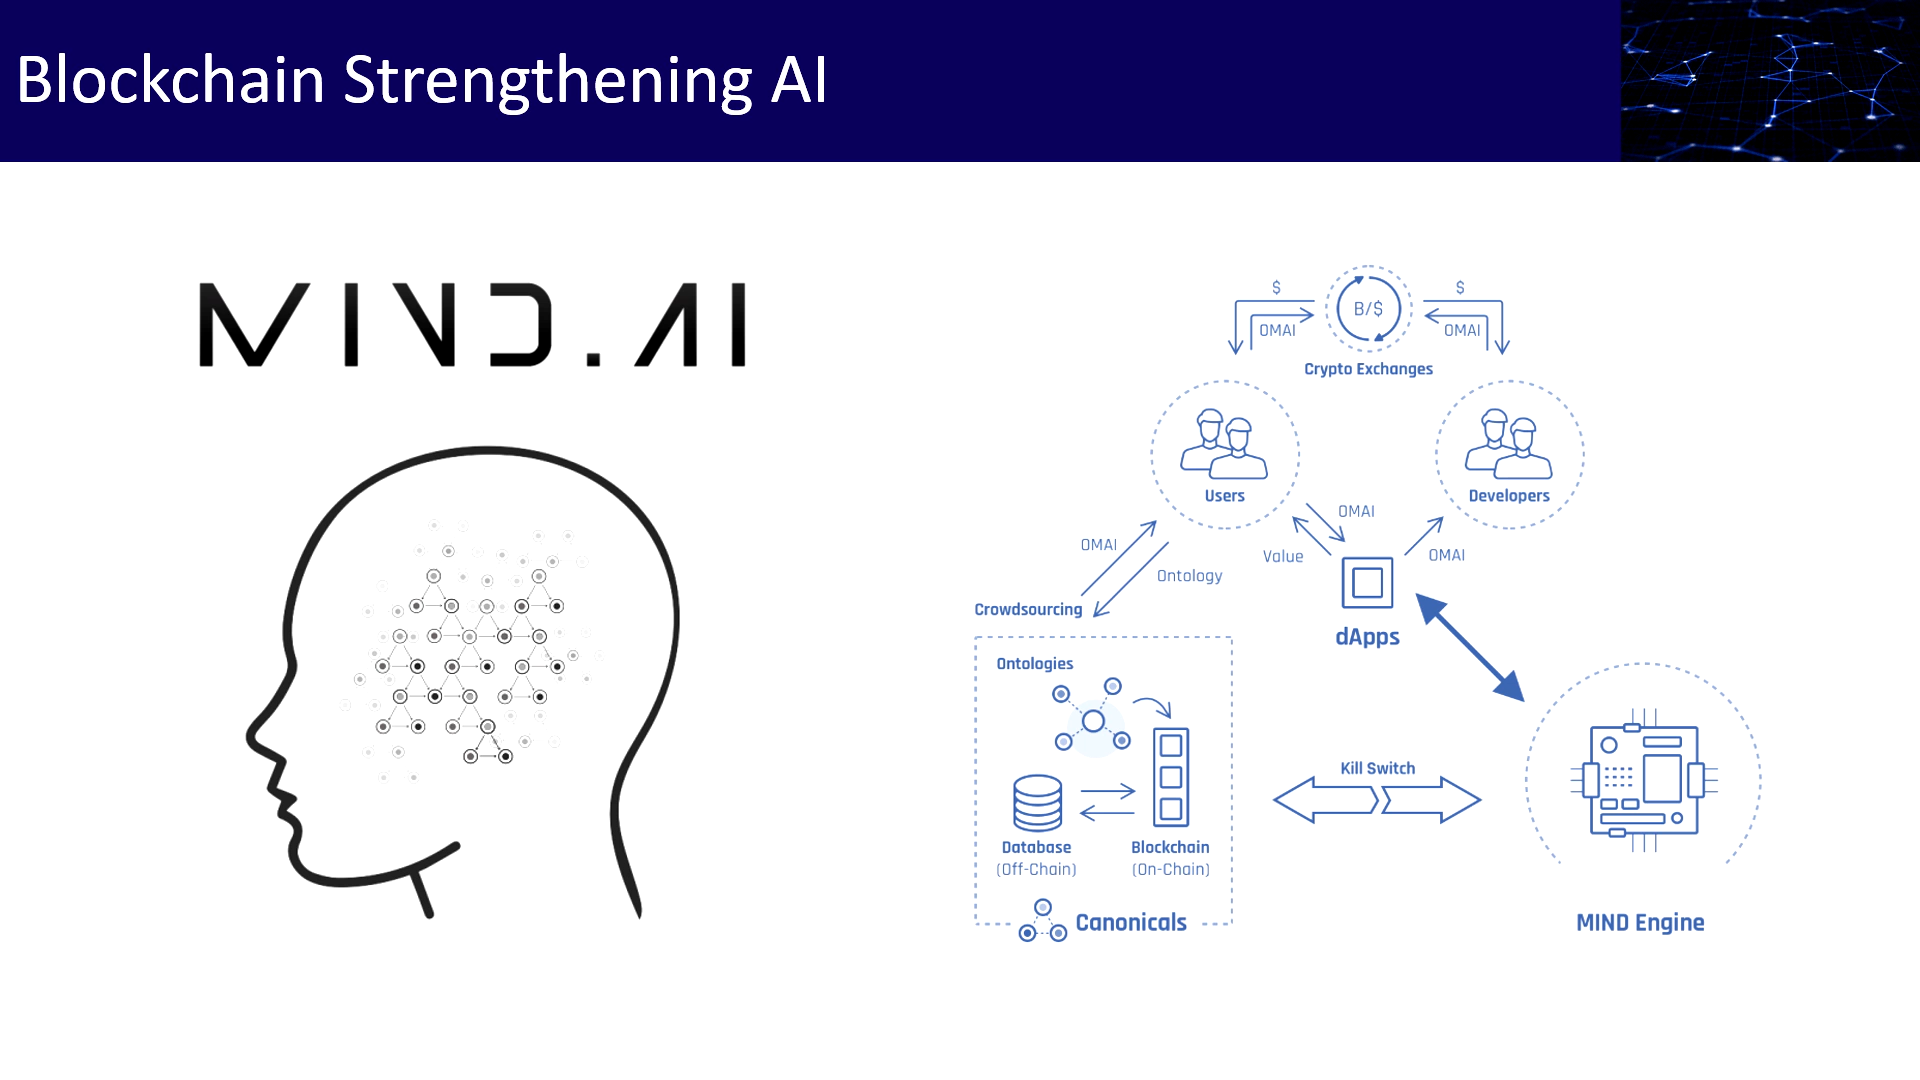 Blockchain Strengthening AI
MIND.AI
$
$
B/$
OMAI
OMAI
Crypto Exchanges
Users
Developers
OMAI
OMAI
Value
OMAI
Ontology
Crowdsourcing
dApps
Ontologies
Kill Switch
Database
(Off-Chain)
Blockchain
(On-Chain)
Canonicals
MIND Engine